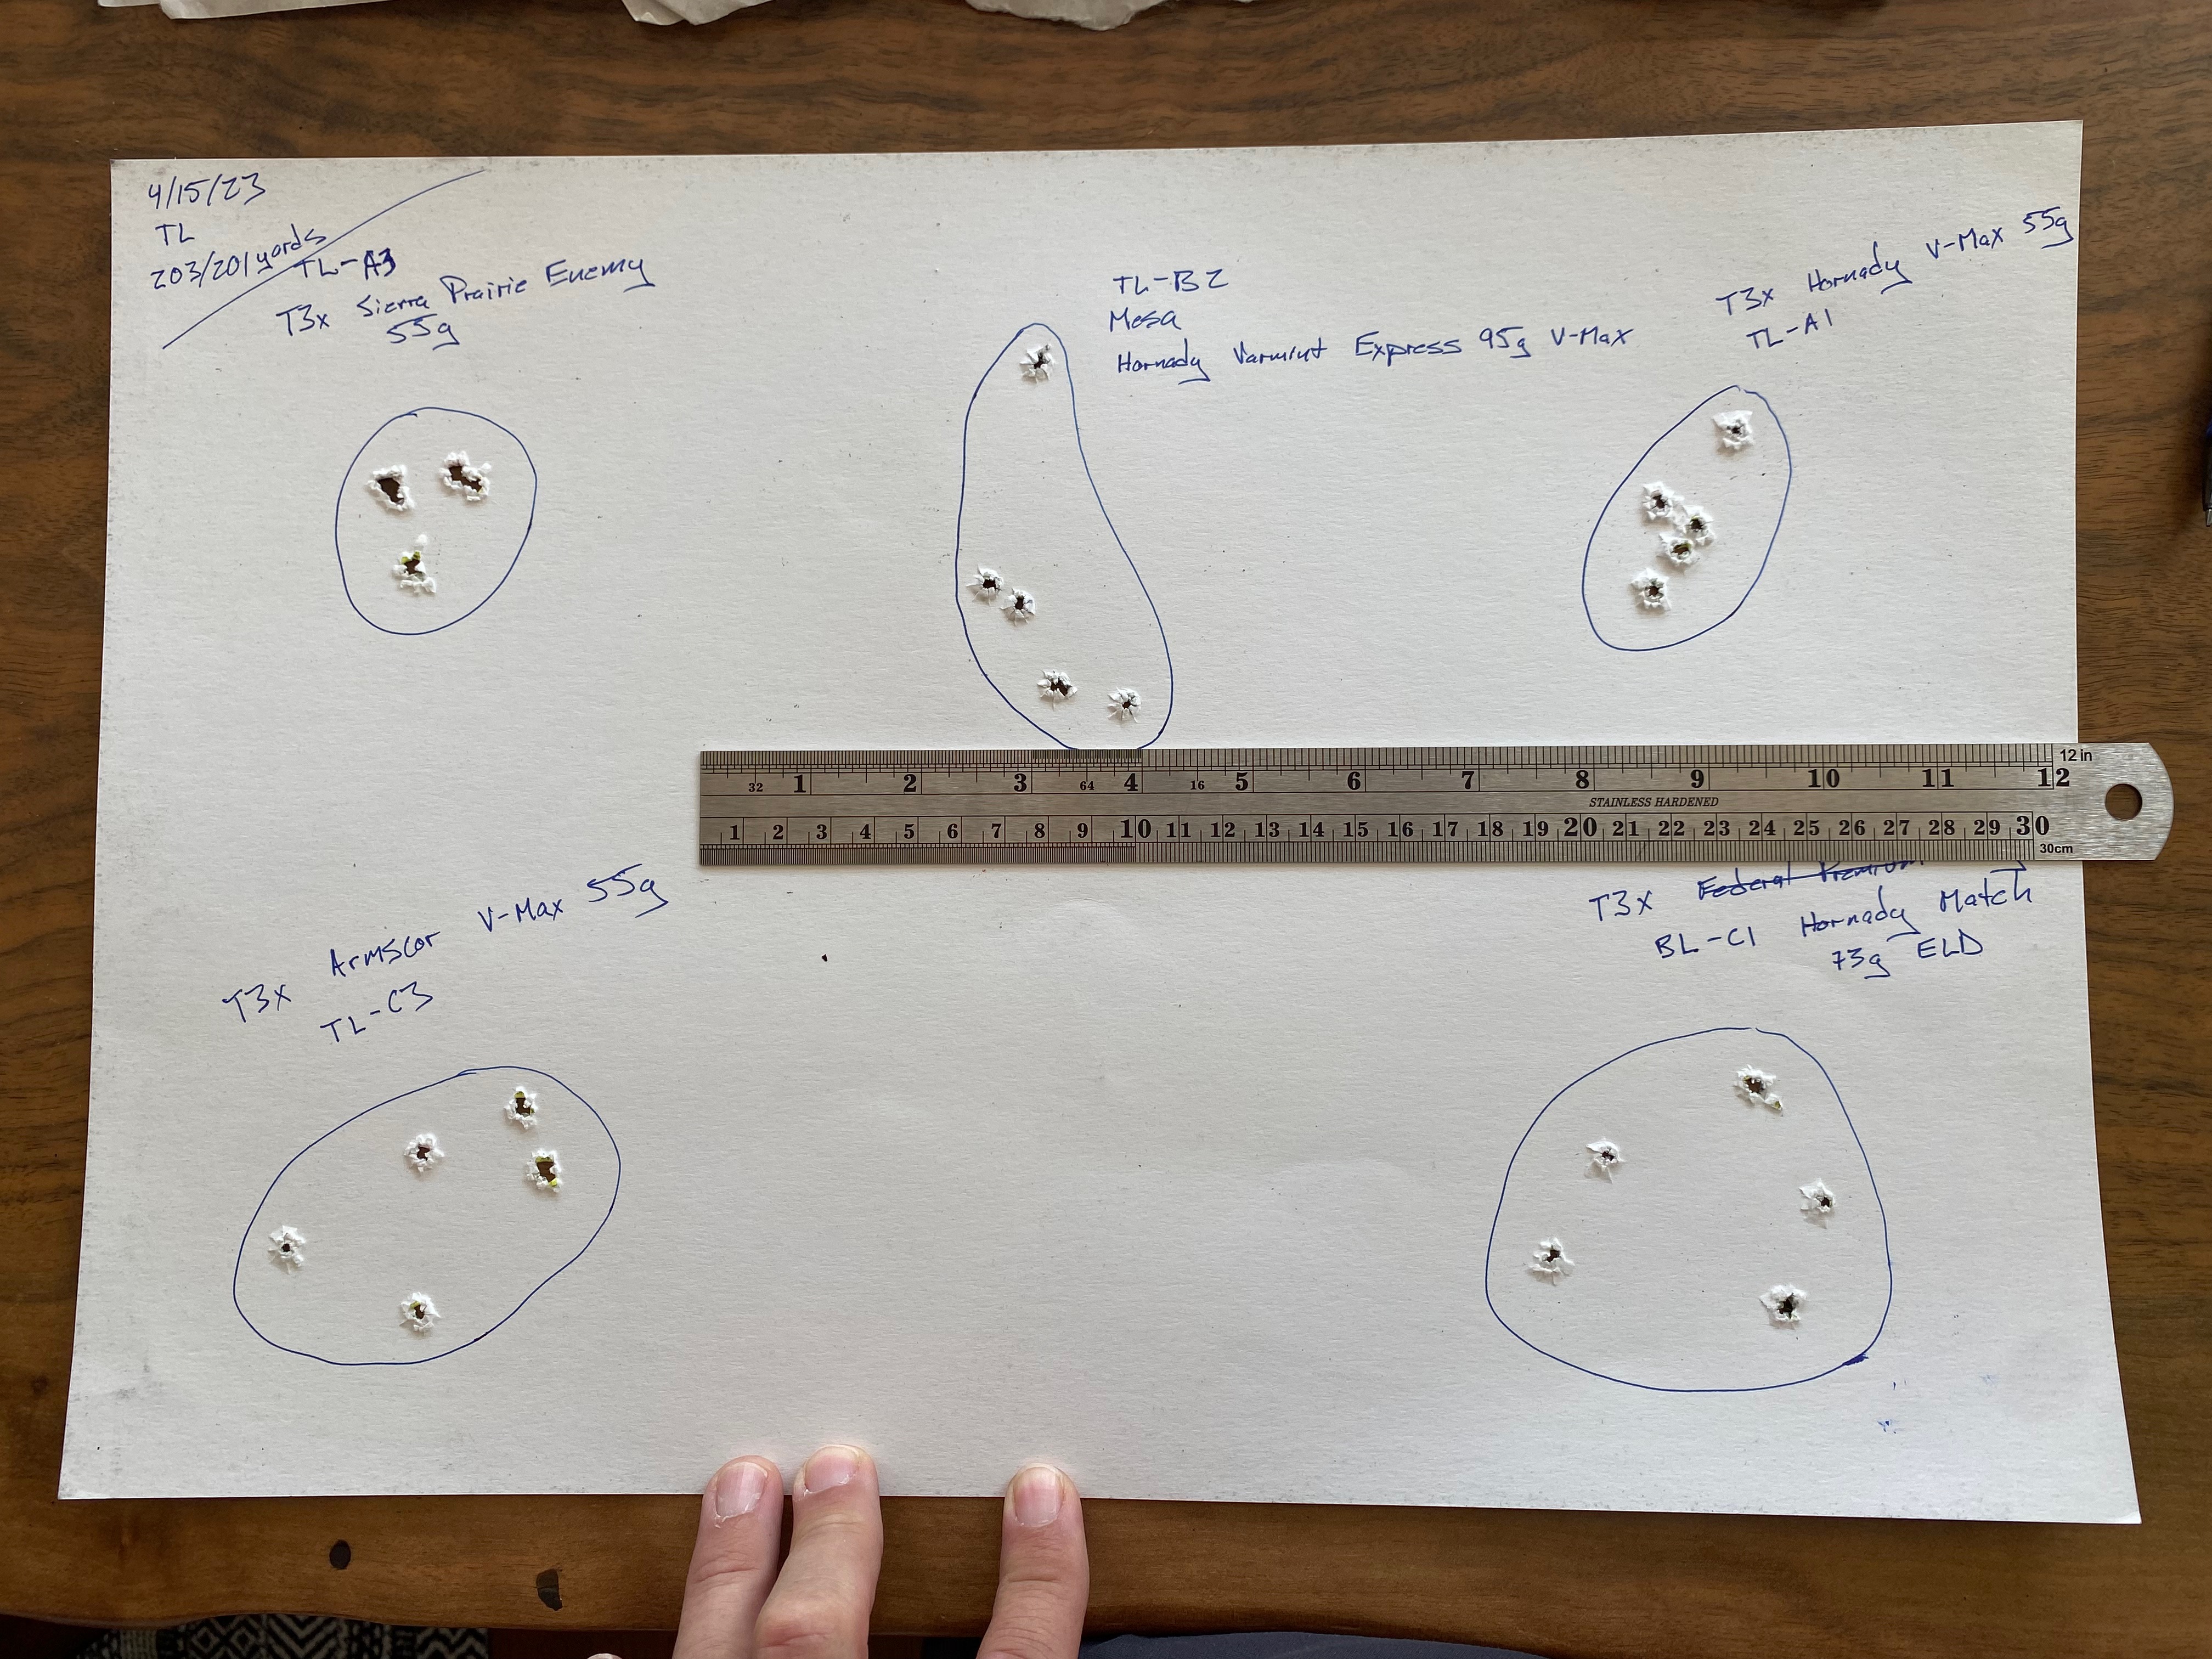 4/15/23
TL
203/201 yards
TL-A3
T3x Sierra Prairie Enemy
55g
TL-B2
Mesa
Hornady Varmint Express 95g V-Max
T3x Hornady V-Max 55g
TL-A1
1 2 3 4 5 6 7 8 9 10 11 12
12 in
32 64 16
STAINLESS HARDENED
1 2 3 4 5 6 7 8 9 10 11 12 13 14 15 16 17 18 19 20 21 22 23 24 25 26 27 28 29 30
30cm
T3x Armscor V-Max 55g
TL-C3
T3x Federal Premium
BL-C1 Hornady Match
73g ELD